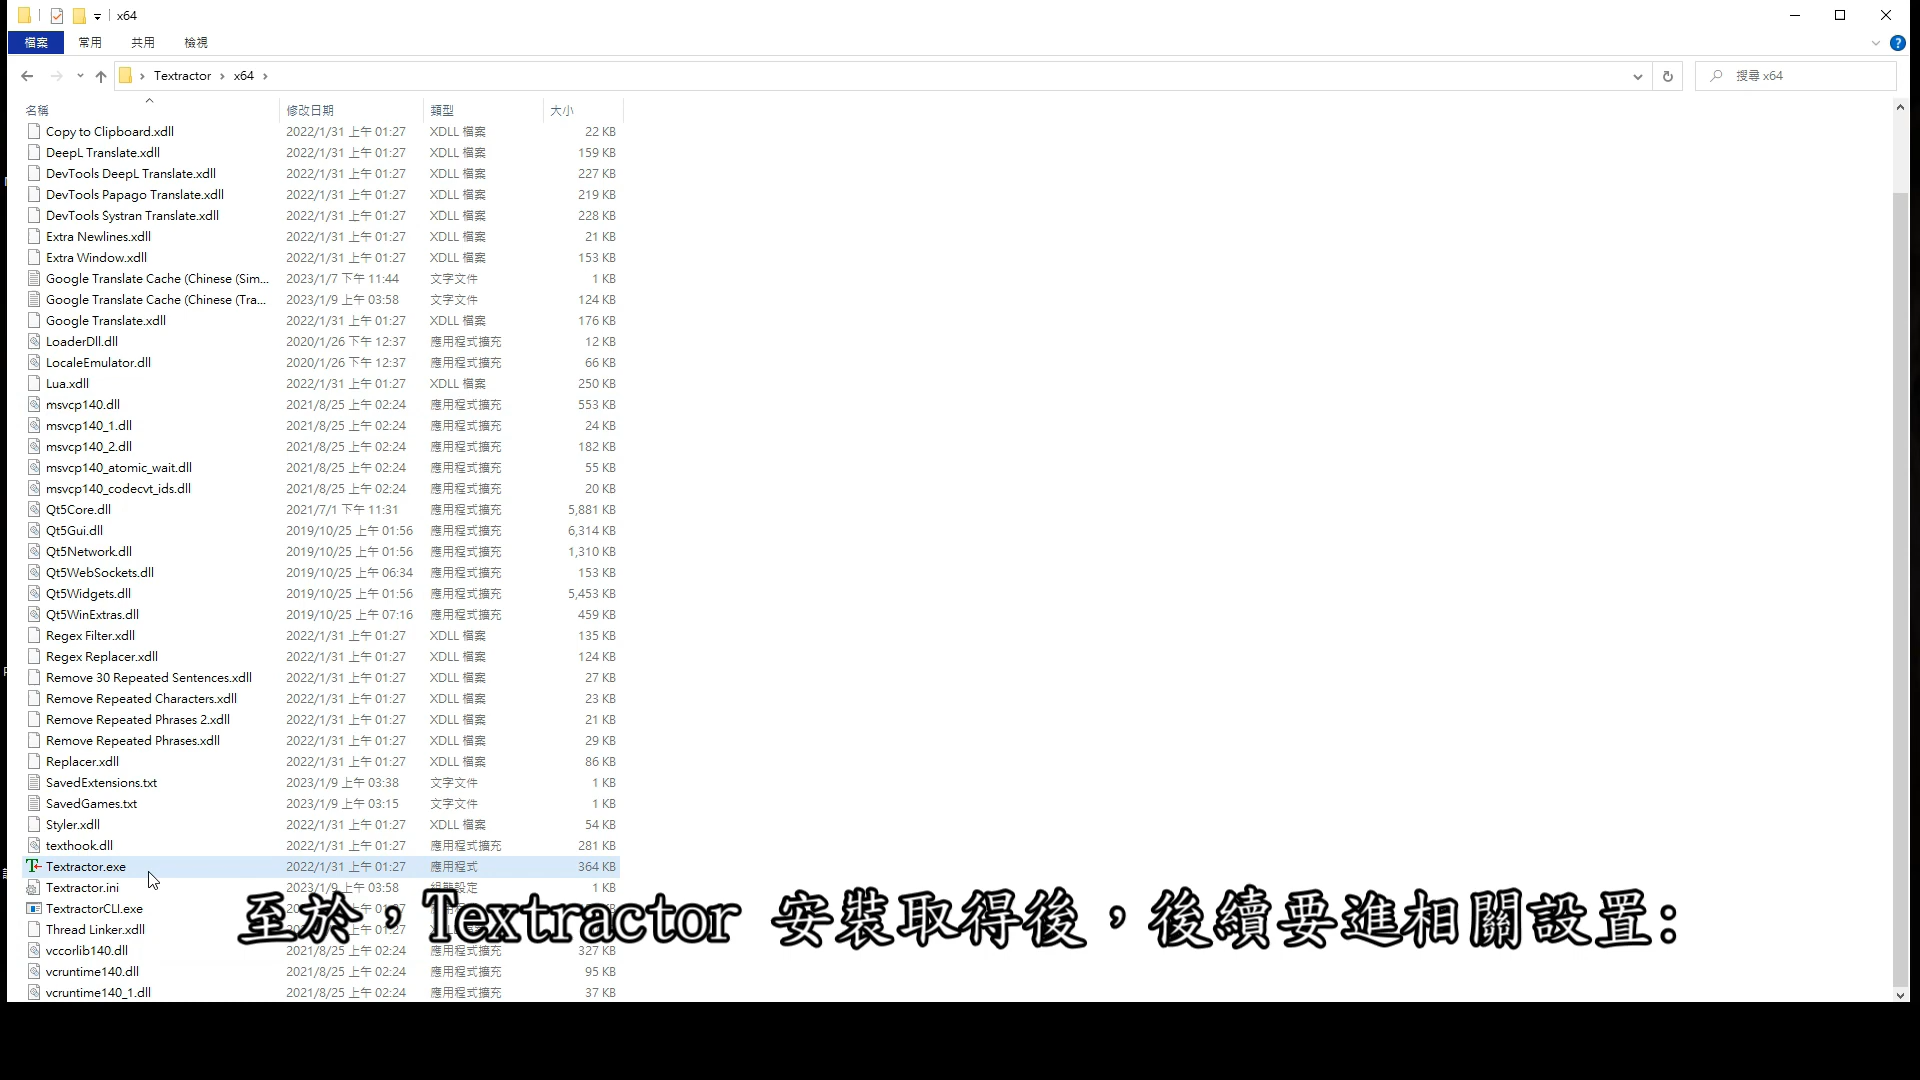 x64
檔案 常用 共用 檢視
Textractor x64
搜尋 x64
名稱 修改日期 類型 大小
Copy to Clipboard.xdll 2022/1/31 上午 01:27 XDLL 檔案 22 KB
DeepL Translate.xdll 2022/1/31 上午 01:27 XDLL 檔案 159 KB
DevTools DeepL Translate.xdll 2022/1/31 上午 01:27 XDLL 檔案 227 KB
DevTools Papago Translate.xdll 2022/1/31 上午 01:27 XDLL 檔案 219 KB
DevTools Systran Translate.xdll 2022/1/31 上午 01:27 XDLL 檔案 228 KB
Extra Newlines.xdll 2022/1/31 上午 01:27 XDLL 檔案 21 KB
Extra Window.xdll 2022/1/31 上午 01:27 XDLL 檔案 153 KB
Google Translate Cache (Chinese (Sim... 2023/1/7 下午 11:44 文字文件 1 KB
Google Translate Cache (Chinese (Tra... 2023/1/9 上午 03:58 文字文件 124 KB
Google Translate.xdll 2022/1/31 上午 01:27 XDLL 檔案 176 KB
LoaderDll.dll 2020/1/26 下午 12:37 應用程式擴充 12 KB
LocaleEmulator.dll 2020/1/26 下午 12:37 應用程式擴充 66 KB
Lua.xdll 2022/1/31 上午 01:27 XDLL 檔案 250 KB
msvcp140.dll 2021/8/25 上午 02:24 應用程式擴充 553 KB
msvcp140_1.dll 2021/8/25 上午 02:24 應用程式擴充 24 KB
msvcp140_2.dll 2021/8/25 上午 02:24 應用程式擴充 182 KB
msvcp140_atomic_wait.dll 2021/8/25 上午 02:24 應用程式擴充 55 KB
msvcp140_codecvt_ids.dll 2021/8/25 上午 02:24 應用程式擴充 20 KB
Qt5Core.dll 2021/7/1 下午 11:31 應用程式擴充 5,881 KB
Qt5Gui.dll 2019/10/25 上午 01:56 應用程式擴充 6,314 KB
Qt5Network.dll 2019/10/25 上午 01:56 應用程式擴充 1,310 KB
Qt5WebSockets.dll 2019/10/25 上午 06:34 應用程式擴充 153 KB
Qt5Widgets.dll 2019/10/25 上午 01:56 應用程式擴充 5,453 KB
Qt5WinExtras.dll 2019/10/25 上午 07:16 應用程式擴充 459 KB
Regex Filter.xdll 2022/1/31 上午 01:27 XDLL 檔案 135 KB
Regex Replacer.xdll 2022/1/31 上午 01:27 XDLL 檔案 124 KB
Remove 30 Repeated Sentences.xdll 2022/1/31 上午 01:27 XDLL 檔案 27 KB
Remove Repeated Characters.xdll 2022/1/31 上午 01:27 XDLL 檔案 23 KB
Remove Repeated Phrases 2.xdll 2022/1/31 上午 01:27 XDLL 檔案 21 KB
Remove Repeated Phrases.xdll 2022/1/31 上午 01:27 XDLL 檔案 29 KB
Replacer.xdll 2022/1/31 上午 01:27 XDLL 檔案 86 KB
SavedExtensions.txt 2023/1/9 上午 03:38 文字文件 1 KB
SavedGames.txt 2023/1/9 上午 03:15 文字文件 1 KB
Styler.xdll 2022/1/31 上午 01:27 XDLL 檔案 54 KB
texthook.dll 2022/1/31 上午 01:27 應用程式擴充 281 KB
Textractor.exe 2022/1/31 上午 01:27 應用程式 364 KB
Textractor.ini 2023/1/9 上午 03:58 組態設定 1 KB
TextractorCLI.exe
Thread Linker.xdll
至於，Textractor 安裝取得後，後續要進相關設置:
vccorlib140.dll 2021/8/25 上午 02:24 應用程式擴充 327 KB
vcruntime140.dll 2021/8/25 上午 02:24 應用程式擴充 95 KB
vcruntime140_1.dll 2021/8/25 上午 02:24 應用程式擴充 37 KB